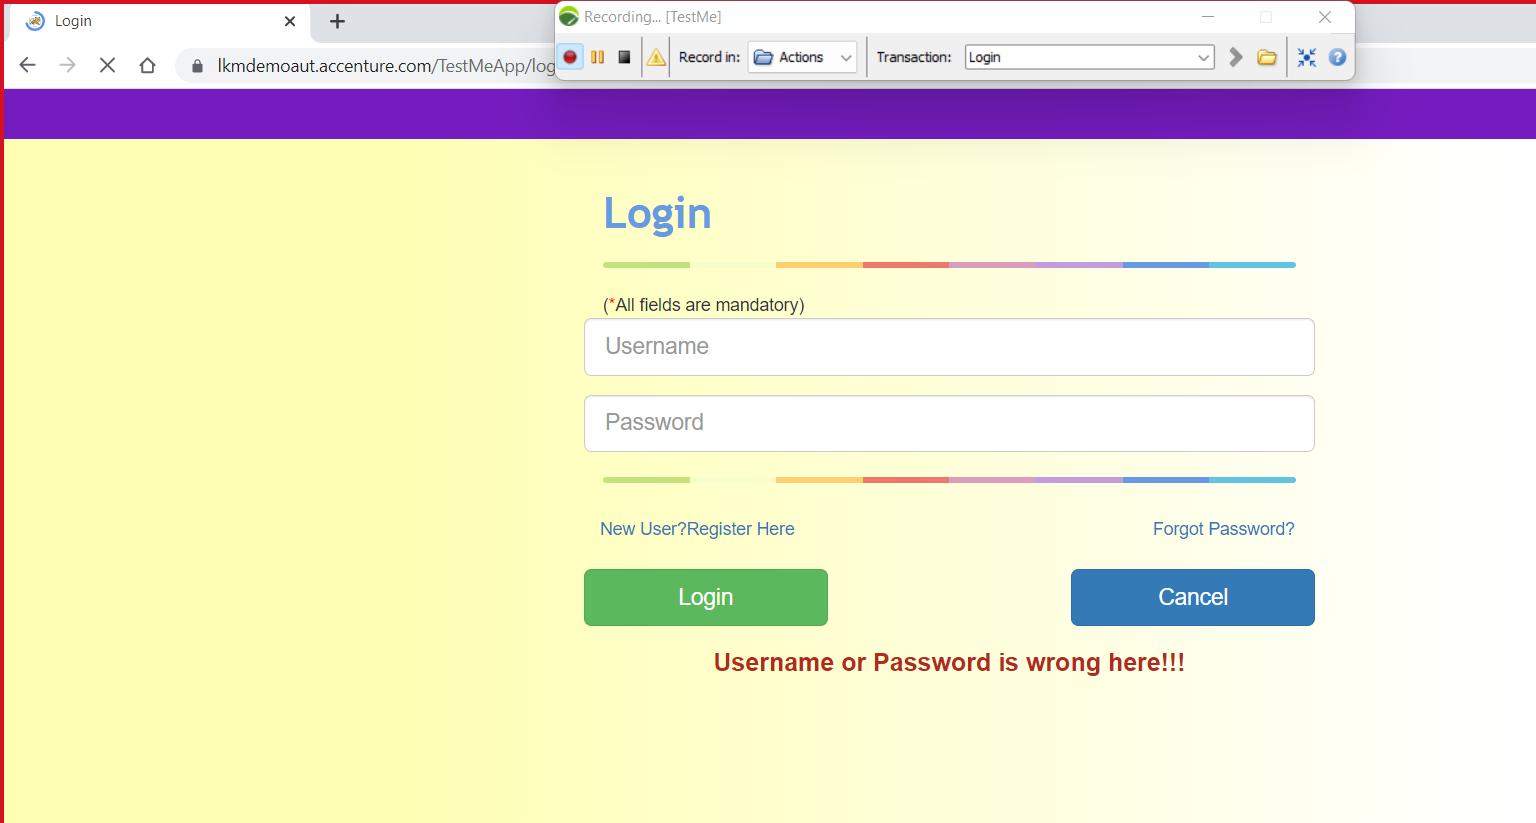 Login
Recording... [TestMe]
lkmdemoaut.accenture.com/TestMeApp/log
Record in: Actions Transaction: Login
Login
(*All fields are mandatory)
Username
Password
New User?Register Here Forgot Password?
Login Cancel
Username or Password is wrong here!!!